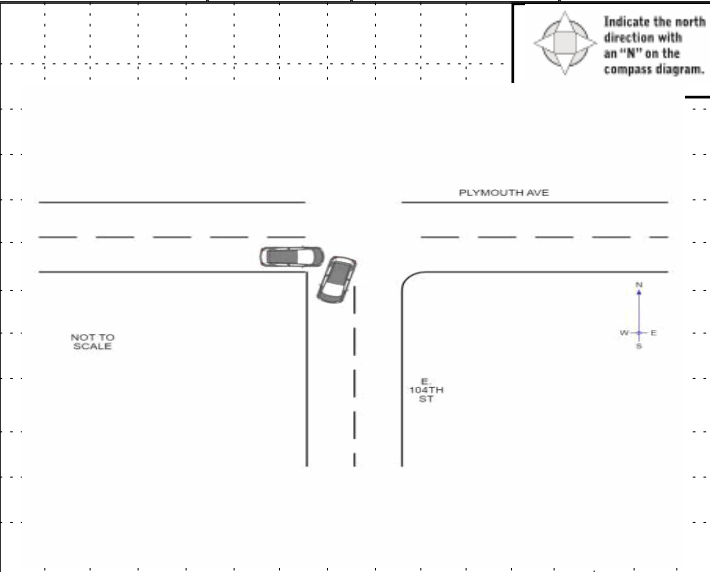 Indicate the north
direction with
an “N” on the
compass diagram.
PLYMOUTH AVE
N
W E
S
NOT TO
SCALE
E.
104TH
ST